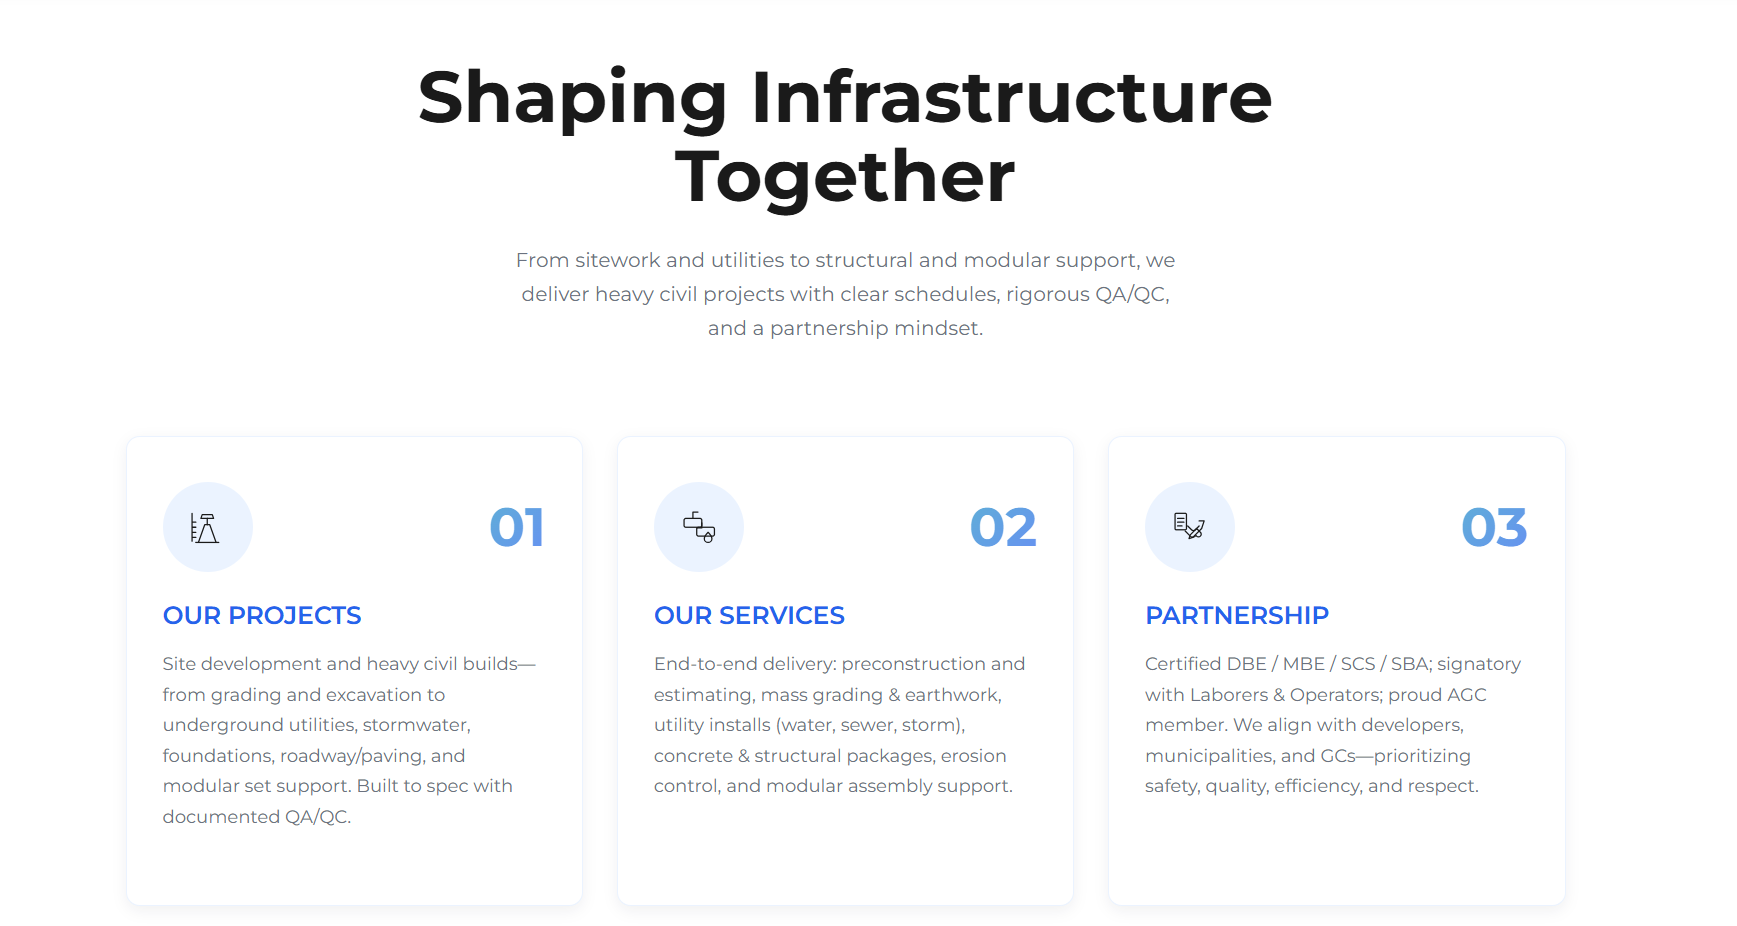 Shaping Infrastructure
Together
From sitework and utilities to structural and modular support, we
deliver heavy civil projects with clear schedules, rigorous QA/QC,
and a partnership mindset.
01
OUR PROJECTS
Site development and heavy civil builds—
from grading and excavation to
underground utilities, stormwater,
foundations, roadway/paving, and
modular set support. Built to spec with
documented QA/QC.
02
OUR SERVICES
End-to-end delivery: preconstruction and
estimating, mass grading & earthwork,
utility installs (water, sewer, storm),
concrete & structural packages, erosion
control, and modular assembly support.
03
PARTNERSHIP
Certified DBE / MBE / SCS / SBA; signatory
with Laborers & Operators; proud AGC
member. We align with developers,
municipalities, and GCs—prioritizing
safety, quality, efficiency, and respect.